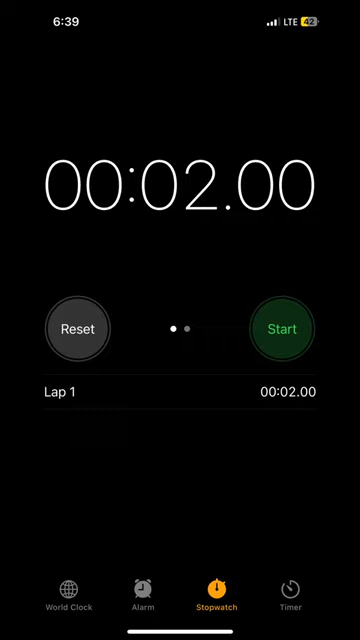 6:39 LTE 42
00:02.00
Reset Start
Lap 1 00:02.00
World Clock Alarm Stopwatch Timer